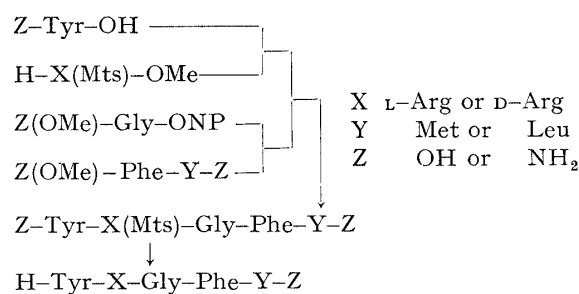 Z–Tyr–OH
H–X(Mts)–OMe
Z(OMe)–Gly–ONP
Z(OMe)–Phe–Y–Z
X L-Arg or D-Arg
Y Met or Leu
Z OH or NH₂
Z–Tyr–X(Mts)–Gly–Phe–Y–Z
H–Tyr–X–Gly–Phe–Y–Z